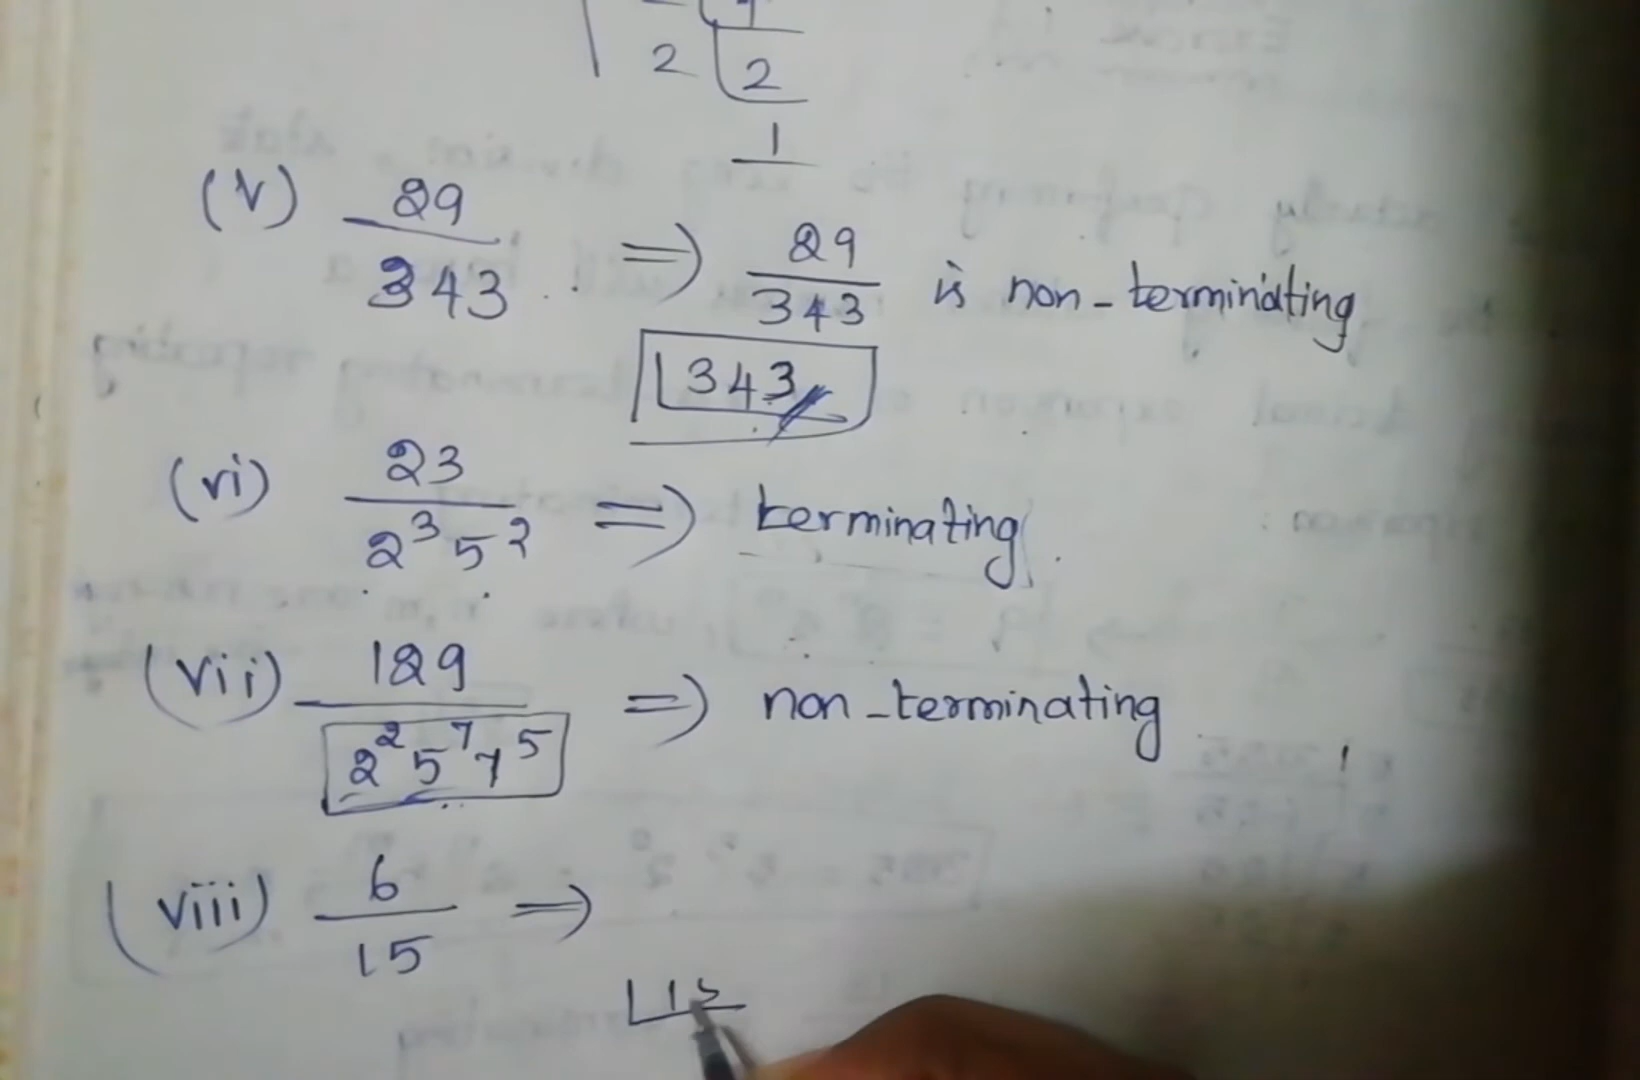 2 2
1
(v) 29/343 => 29/343 is non-terminating
343
(vi) 23/2³5² => terminating
(vii) 129/2²5⁷7⁵ => non-terminating
(viii) 6/15 =>
15